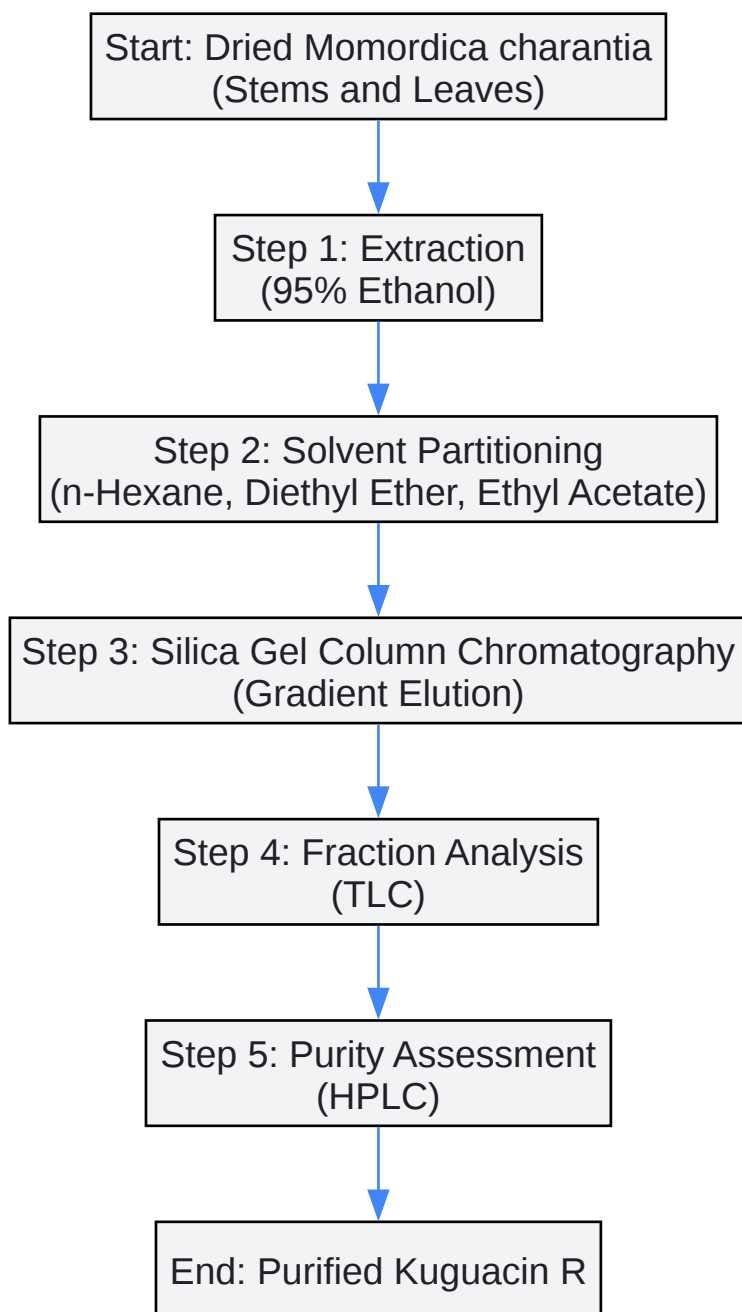 Start: Dried Momordica charantia
(Stems and Leaves)
Step 1: Extraction
(95% Ethanol)
Step 2: Solvent Partitioning
(n-Hexane, Diethyl Ether, Ethyl Acetate)
Step 3: Silica Gel Column Chromatography
(Gradient Elution)
Step 4: Fraction Analysis
(TLC)
Step 5: Purity Assessment
(HPLC)
End: Purified Kuguacin R